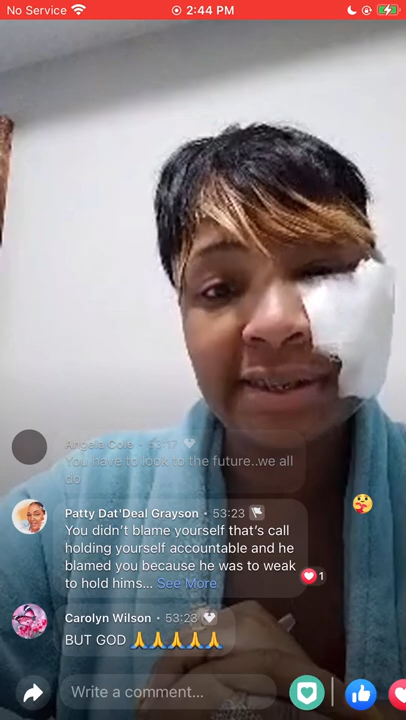 No Service 2:44 PM
Angela Cole · 53:17
You have to look to the future..we all
do
Patty Dat'Deal Grayson · 53:23
You didn't blame yourself that's call
holding yourself accountable and he
blamed you because he was to weak
to hold hims... See More
1
Carolyn Wilson · 53:23
BUT GOD 🙏🙏🙏🙏🙏
Write a comment...